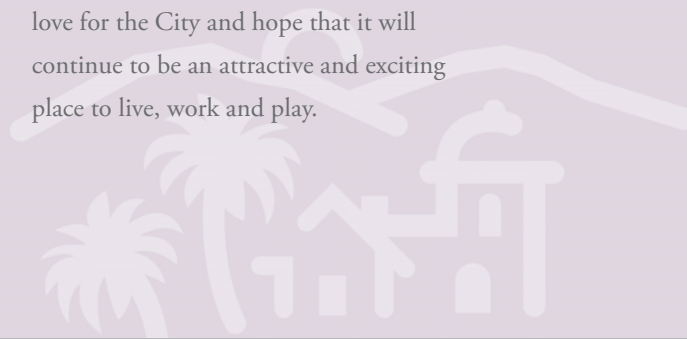 love for the City and hope that it will
continue to be an attractive and exciting
place to live, work and play.